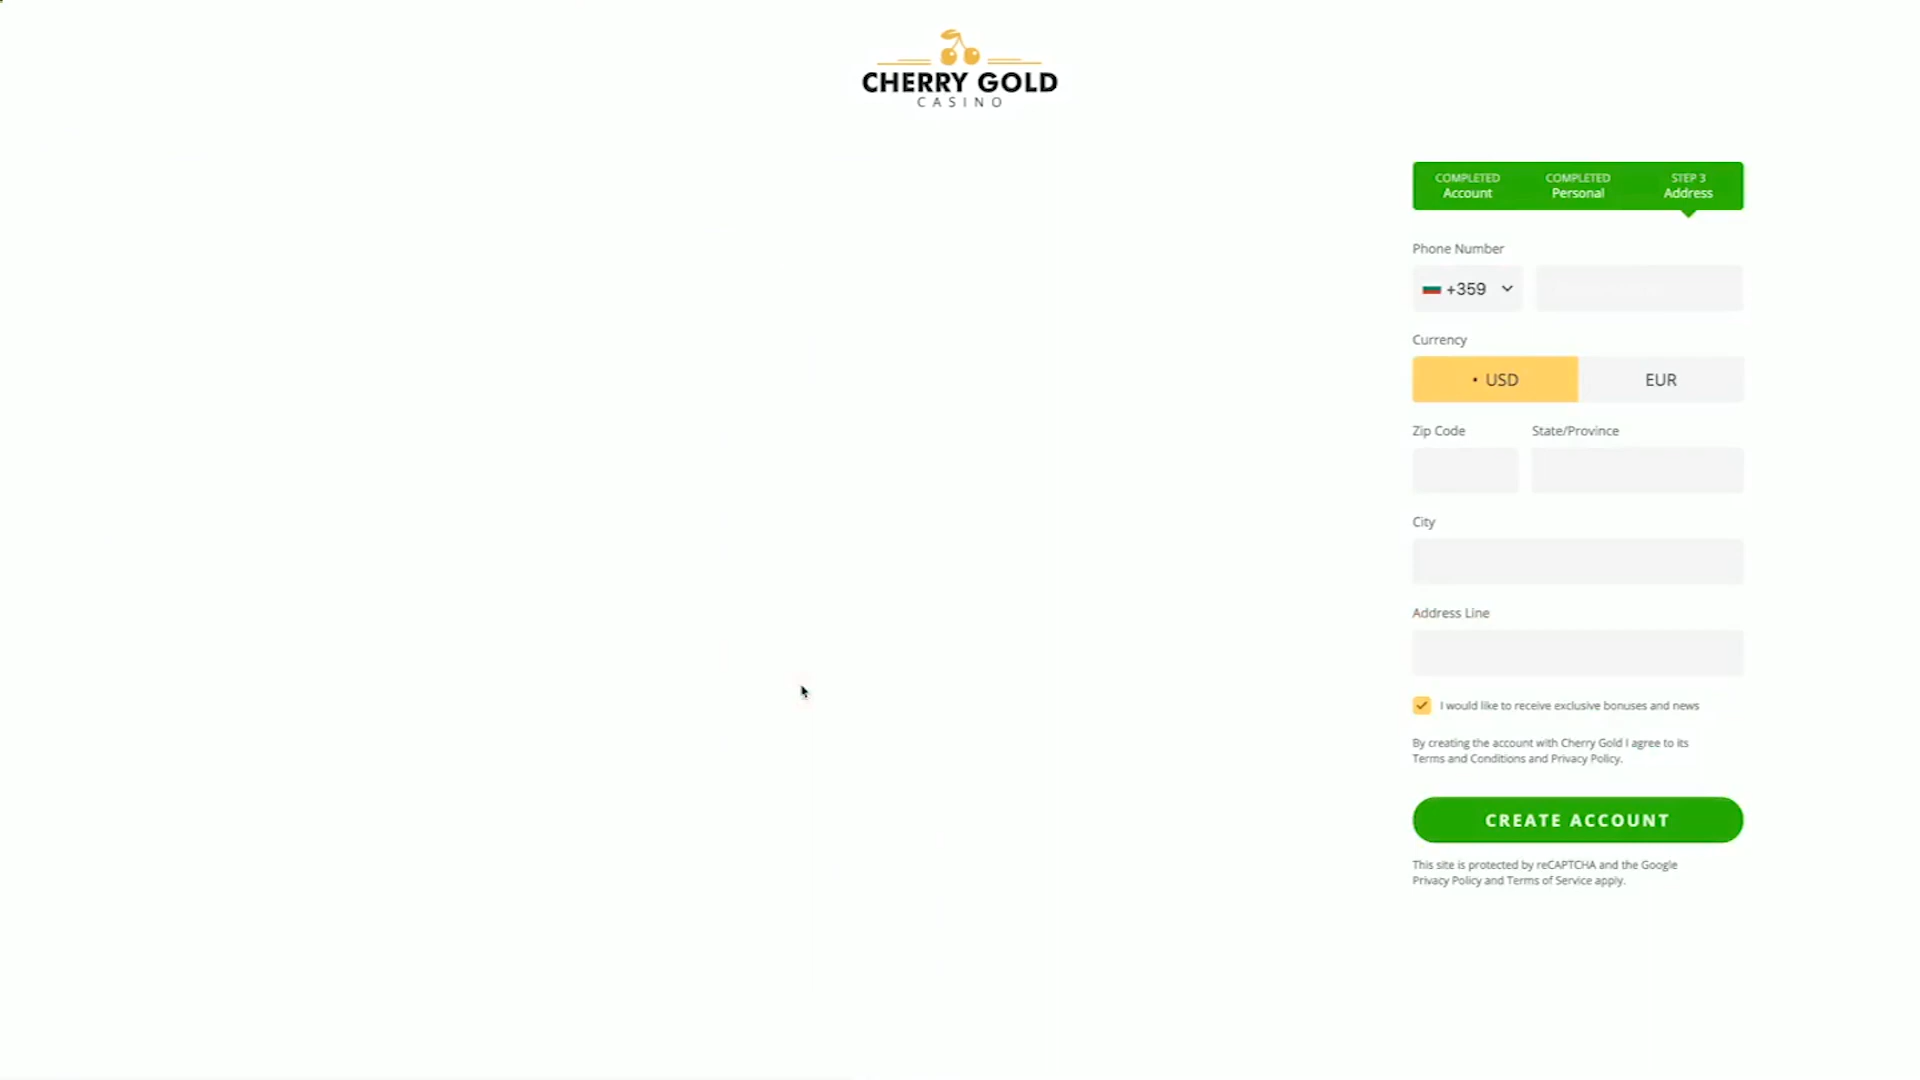 CHERRY GOLD
CASINO
COMPLETED
Account
COMPLETED
Personal
STEP 3
Address
Phone Number
+359
Currency
• USD
EUR
Zip Code
State/Province
City
Address Line
I would like to receive exclusive bonuses and news
By creating the account with Cherry Gold I agree to its
Terms and Conditions and Privacy Policy.
CREATE ACCOUNT
This site is protected by reCAPTCHA and the Google
Privacy Policy and Terms of Service apply.